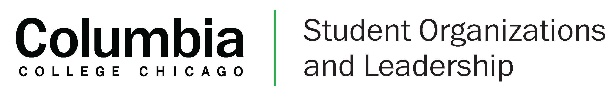 Columbia
COLLEGE CHICAGO
Student Organizations
and Leadership